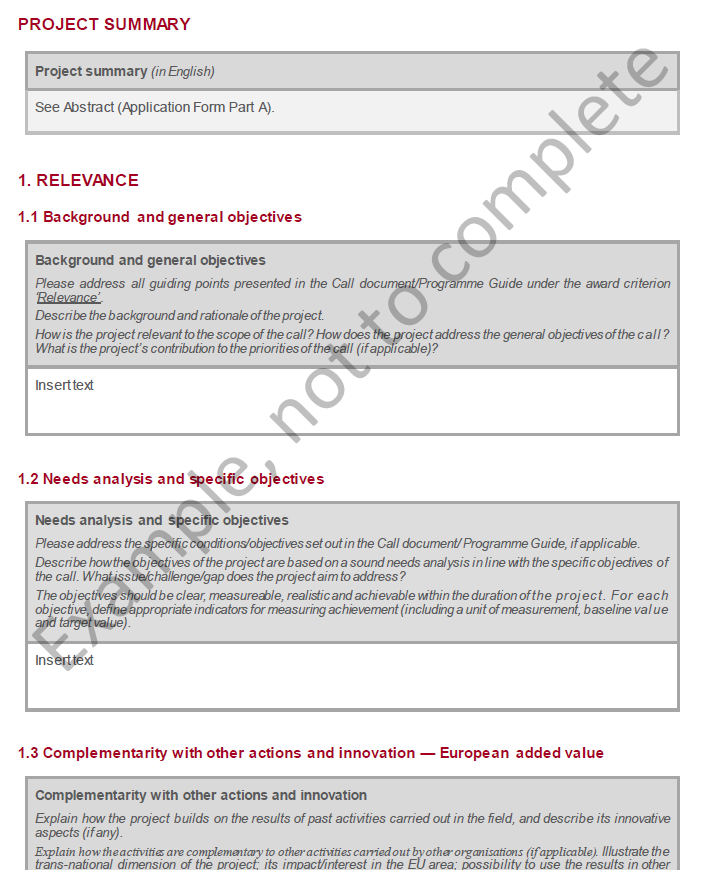 PROJECT SUMMARY
Project summary (in English)
See Abstract (Application Form Part A).
1. RELEVANCE
1.1 Background and general objectives
Background and general objectives
Please address all guiding points presented in the Call document/Programme Guide under the award criterion
‘Relevance’.
Describe the background and rationale of the project.
How is the project relevant to the scope of the call? How does the project address the general objectives of the call?
What is the project’s contribution to the priorities of the call (if applicable)?
Insert text
1.2 Needs analysis and specific objectives
Needs analysis and specific objectives
Please address the specific conditions/objectives set out in the Call document/ Programme Guide, if applicable.
Describe how the objectives of the project are based on a sound needs analysis in line with the specific objectives of
the call. What issue/challenge/gap does the project aim to address?
The objectives should be clear, measureable, realistic and achievable within the duration of the project. For each
objective, define appropriate indicators for measuring achievement (including a unit of measurement, baseline value
and target value).
Insert text
1.3 Complementarity with other actions and innovation — European added value
Complementarity with other actions and innovation
Explain how the project builds on the results of past activities carried out in the field, and describe its innovative
aspects (if any).
Explain how the activities are complementary to other activities carried out by other organisations (if applicable). Illustrate the
trans-national dimension of the project; its impact/interest in the EU area; possibility to use the results in other
Example, not to complete